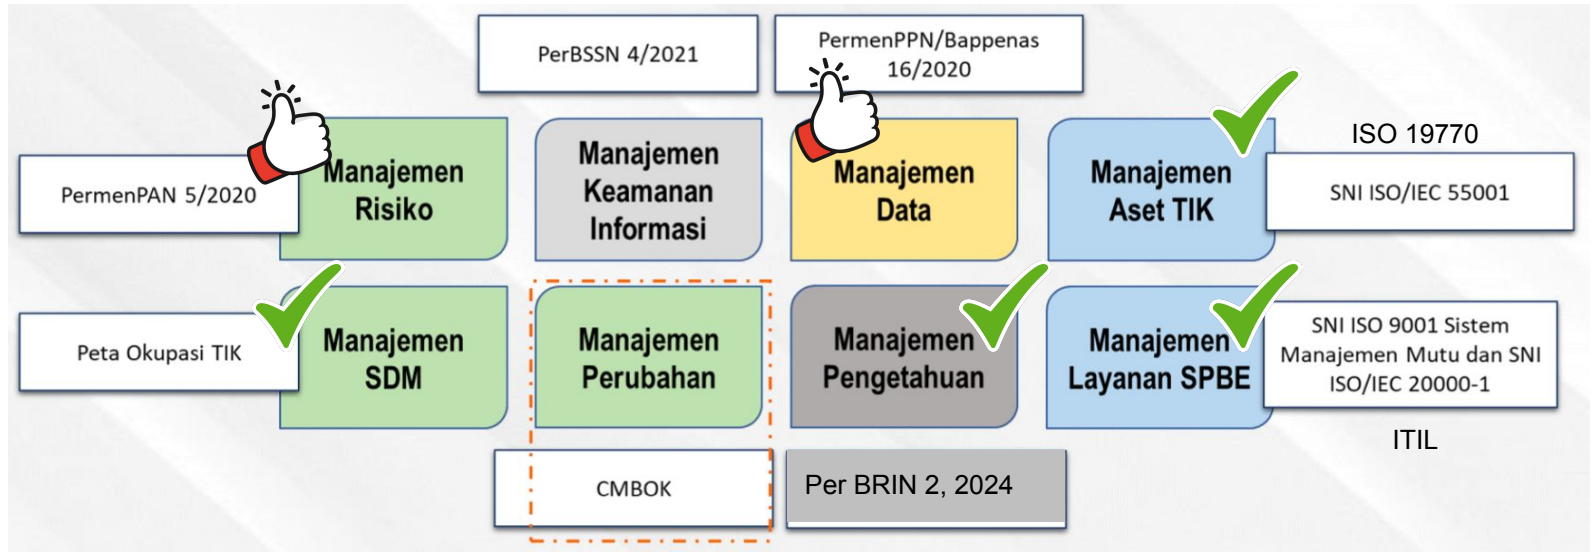 PerBSSN 4/2021
PermenPPN/Bappenas
16/2020
PermenPAN 5/2020
Manajemen
Risiko
Manajemen
Keamanan
Informasi
Manajemen
Data
Manajemen
Aset TIK
ISO 19770
SNI ISO/IEC 55001
Peta Okupasi TIK
Manajemen
SDM
Manajemen
Perubahan
Manajemen
Pengetahuan
Manajemen
Layanan SPBE
SNI ISO 9001 Sistem
Manajemen Mutu dan SNI
ISO/IEC 20000-1
ITIL
CMBOK
Per BRIN 2, 2024